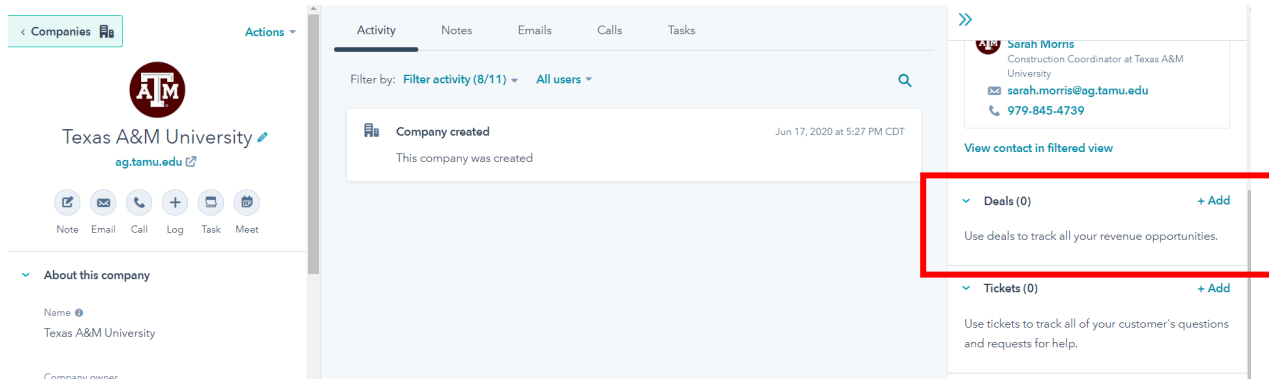 Companies
Actions
ĀM
Texas A&M University
ag.tamu.edu
Note Email Call Log Task Meet
About this company
Name
Texas A&M University
Company owner
Activity Notes Emails Calls Tasks
Filter by: Filter activity (8/11) All users
Company created Jun 17, 2020 at 5:27 PM CDT
This company was created
Sarah Morris
Construction Coordinator at Texas A&M
University
sarah.morris@ag.tamu.edu
979-845-4739
View contact in filtered view
Deals (0) + Add
Use deals to track all your revenue opportunities.
Tickets (0) + Add
Use tickets to track all of your customer's questions
and requests for help.